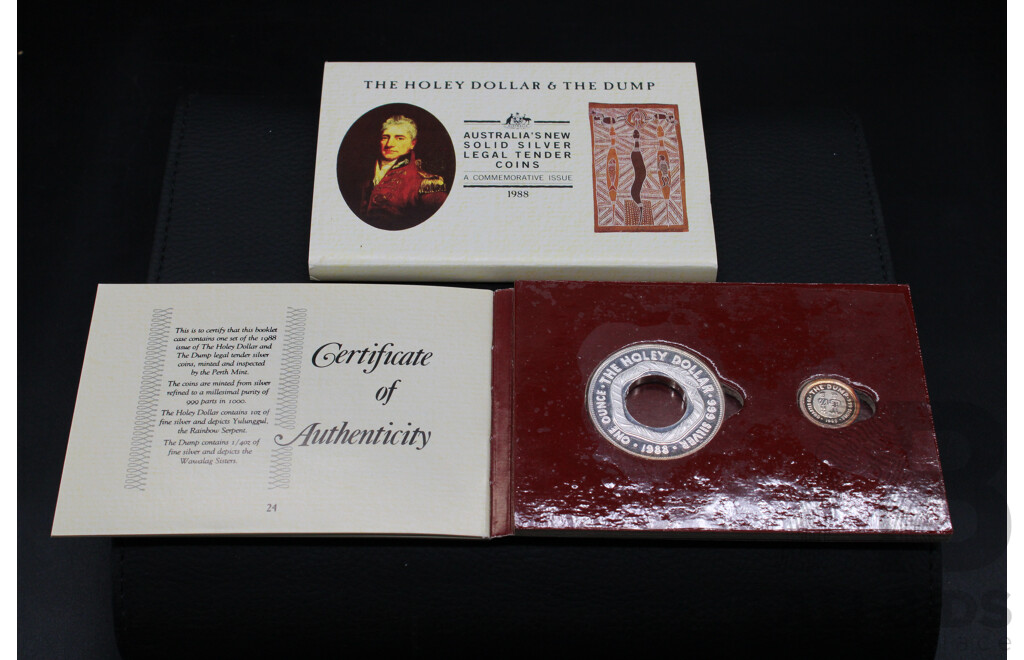 THE HOLEY DOLLAR & THE DUMP
AUSTRALIA'S NEW
SOLID SILVER
LEGAL TENDER
COINS
A COMMEMORATIVE ISSUE
1988
This is to certify that this booklet
case contains one set of the 1988
issue of The Holey Dollar and
The Dump legal tender silver
coins, minted and inspected
by the Perth Mint.
The coins are minted from silver
refined to a millesimal purity of
999 parts in 1000.
The Holey Dollar contains 1oz of
fine silver and depicts Yulunggul,
the Rainbow Serpent.
The Dump contains 1/4oz of
fine silver and depicts the
Wawalag Sisters.
24
Certificate
of
Authenticity
ONE OUNCE · THE HOLEY DOLLAR · 999 SILVER · 1988 ·
THE DUMP